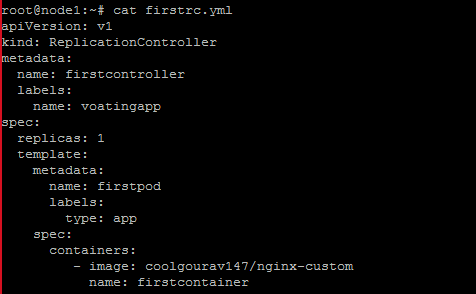 root@node1:~# cat firstrc.yml
apiVersion: v1
kind: ReplicationController
metadata:
  name: firstcontroller
  labels:
    name: voatingapp
spec:
  replicas: 1
  template:
    metadata:
      name: firstpod
      labels:
        type: app
    spec:
      containers:
         - image: coolgourav147/nginx-custom
           name: firstcontainer